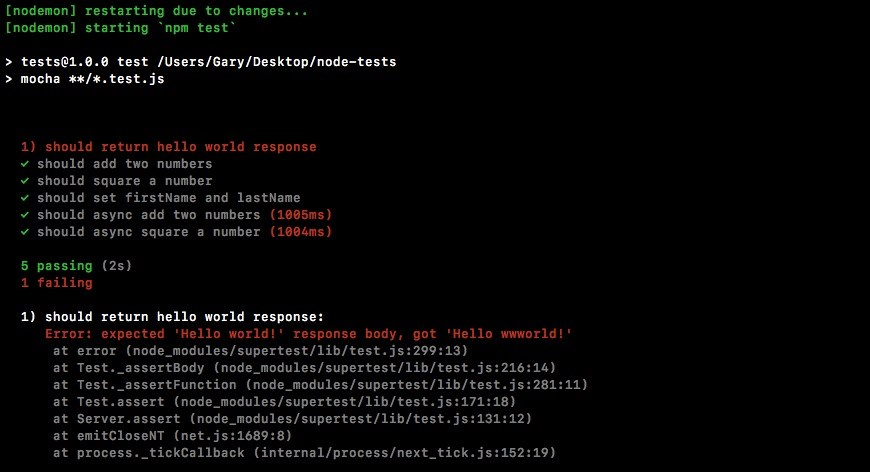 [nodemon] restarting due to changes...
[nodemon] starting `npm test`
> tests@1.0.0 test /Users/Gary/Desktop/node-tests
> mocha **/*.test.js
1) should return hello world response
✓ should add two numbers
✓ should square a number
✓ should set firstName and lastName
✓ should async add two numbers (1005ms)
✓ should async square a number (1004ms)
5 passing (2s)
1 failing
1) should return hello world response:
Error: expected 'Hello world!' response body, got 'Hello wwworld!'
at error (node_modules/supertest/lib/test.js:299:13)
at Test._assertBody (node_modules/supertest/lib/test.js:216:14)
at Test._assertFunction (node_modules/supertest/lib/test.js:281:11)
at Test.assert (node_modules/supertest/lib/test.js:171:18)
at Server.assert (node_modules/supertest/lib/test.js:131:12)
at emitCloseNT (net.js:1689:8)
at process._tickCallback (internal/process/next_tick.js:152:19)